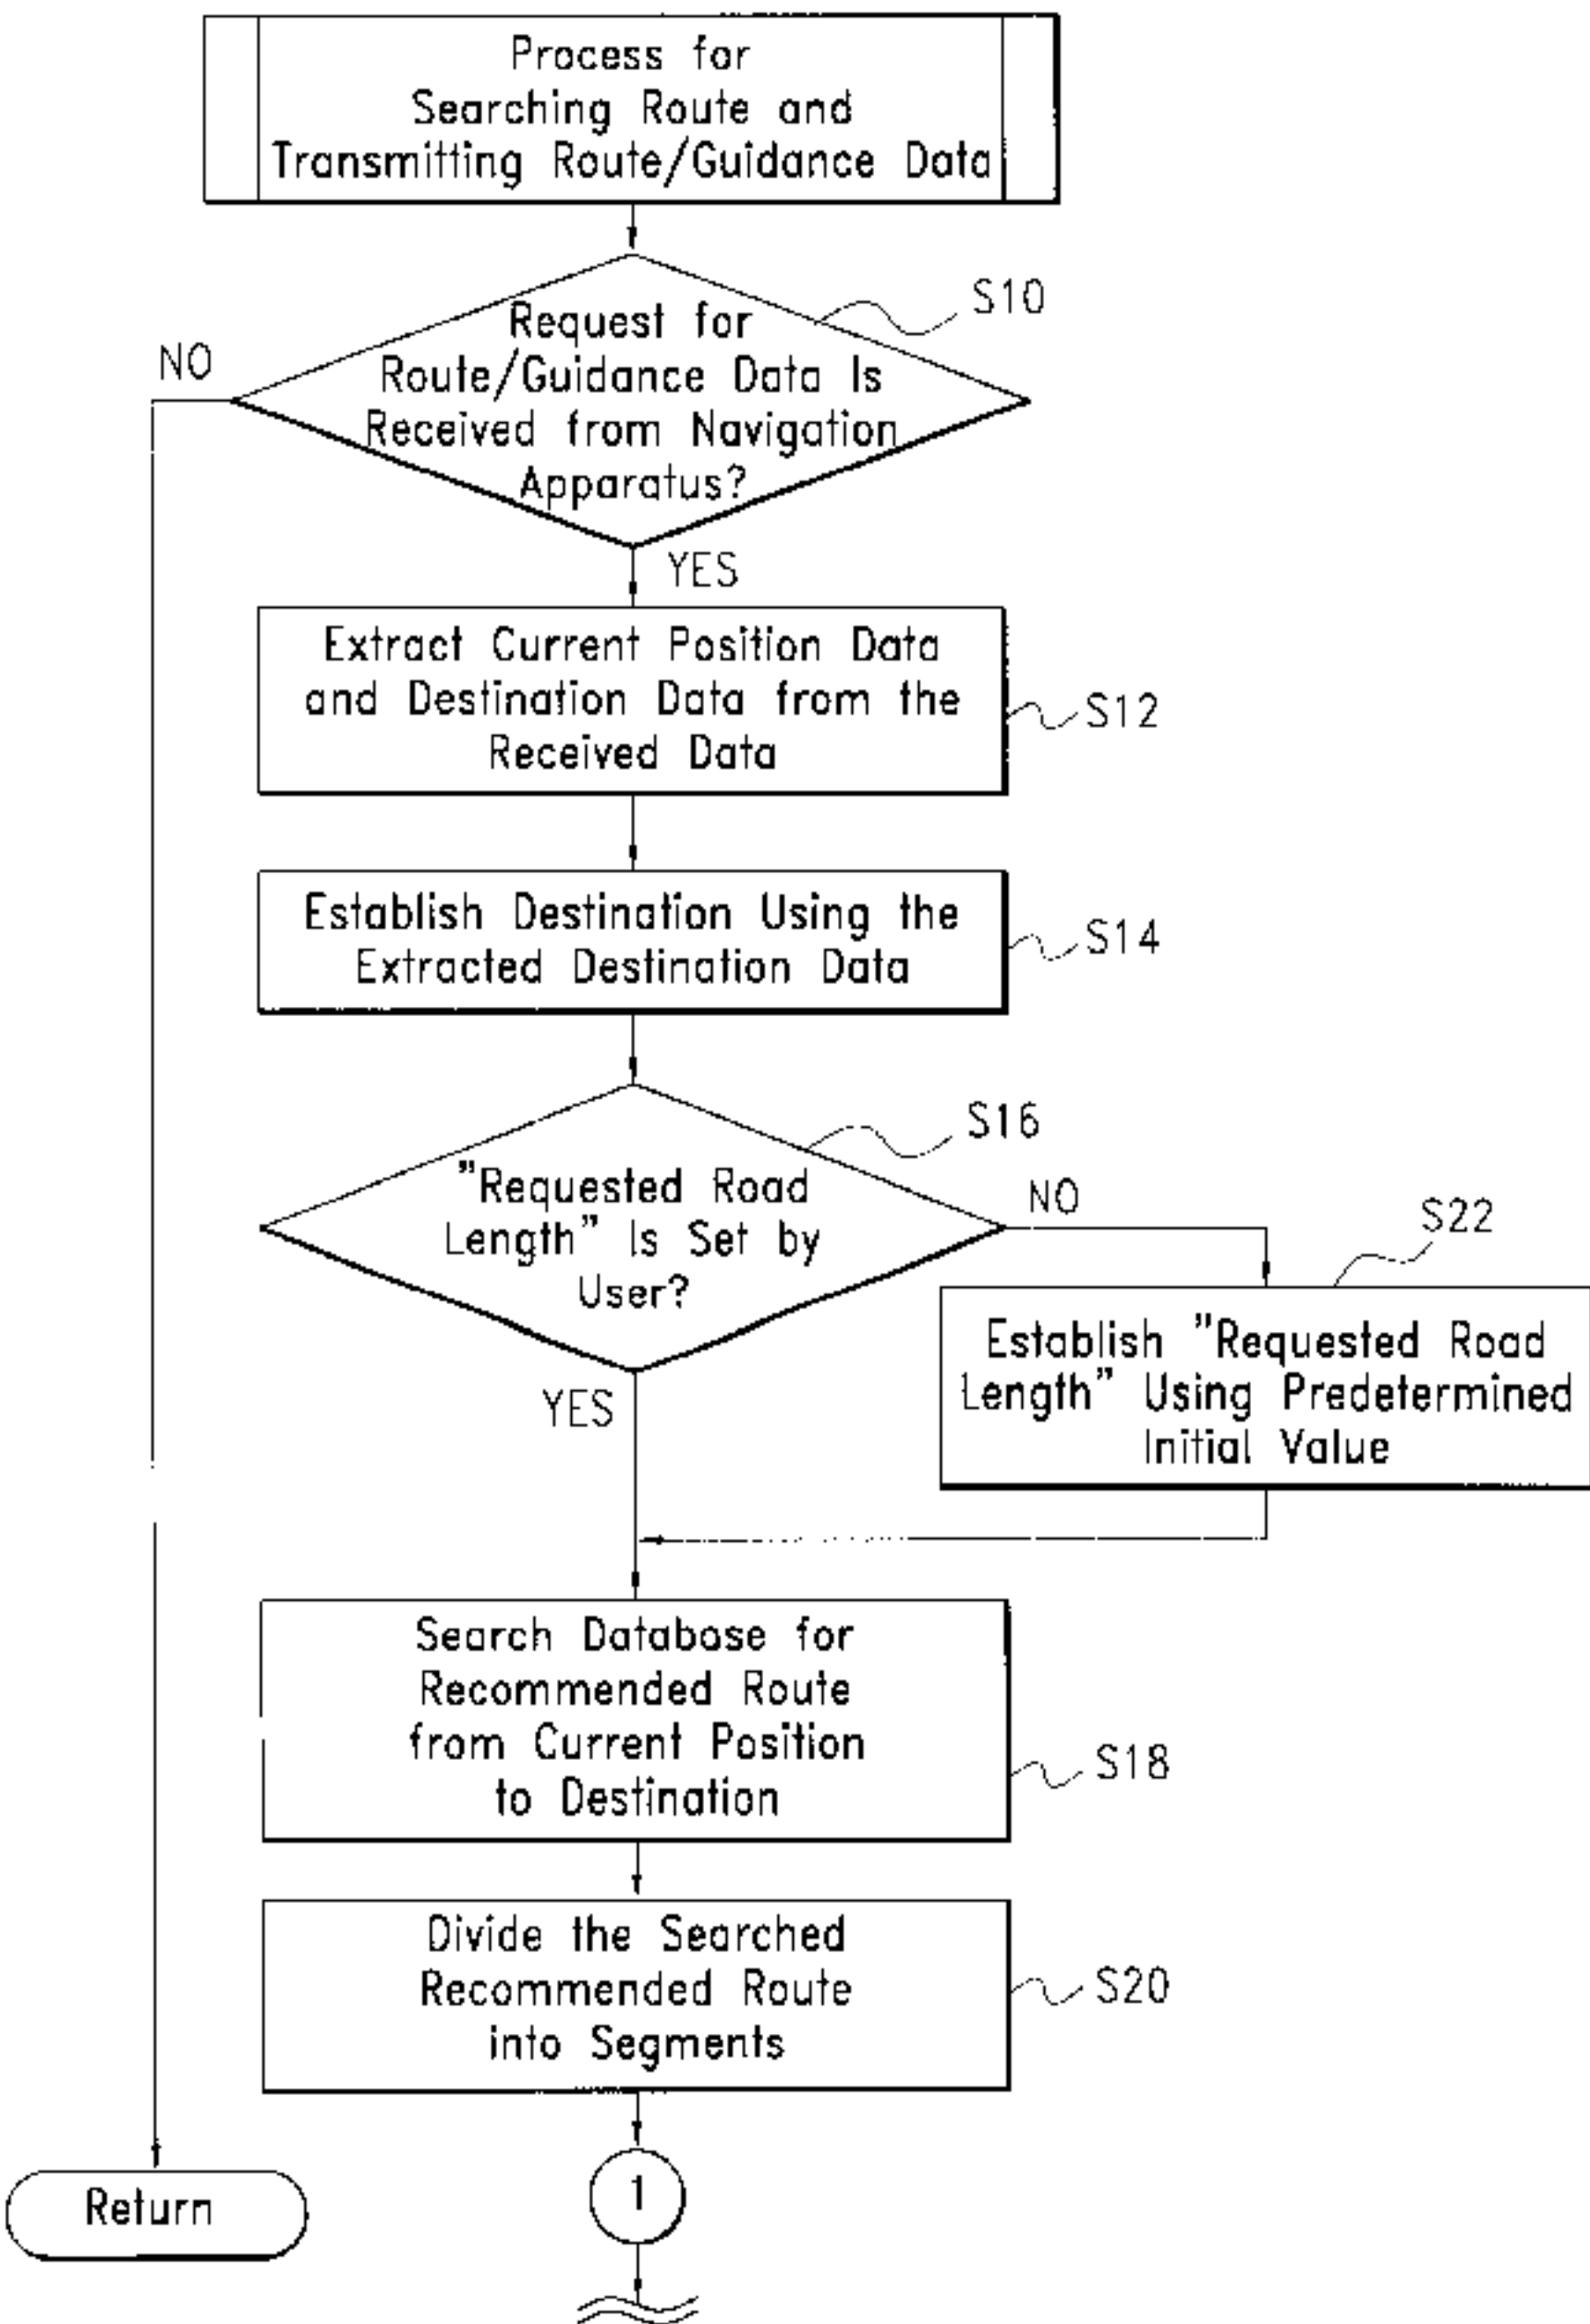 Process for
Searching Route and
Transmitting Route/Guidance Data
S10
NO
Request for
Route/Guidance Data Is
Received from Navigation
Apparatus?
YES
Extract Current Position Data
and Destination Data from the
Received Data
S12
Establish Destination Using the
Extracted Destination Data
S14
S16
"Requested Road
Length" Is Set by
User?
NO
S22
YES
Establish "Requested Road
Length" Using Predetermined
Initial Value
Search Database for
Recommended Route
from Current Position
to Destination
S18
Divide the Searched
Recommended Route
into Segments
S20
Return
1